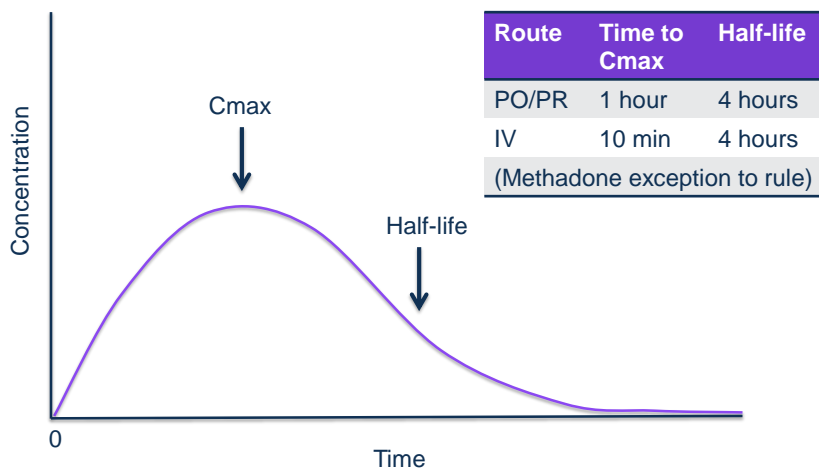 Route Time to Cmax Half-life
PO/PR 1 hour 4 hours
IV 10 min 4 hours
(Methadone exception to rule)
Cmax
Half-life
Concentration
0
Time